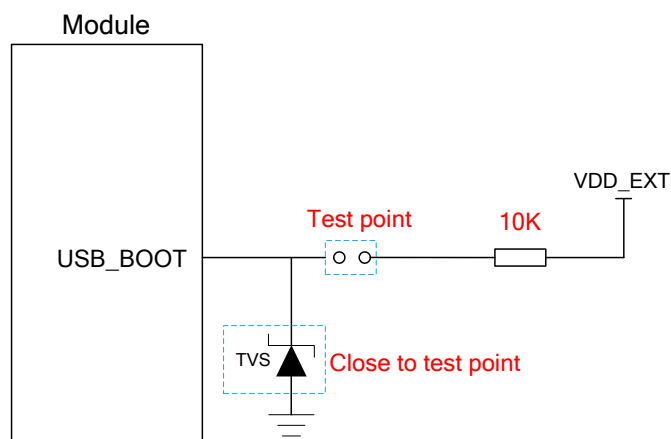 Module
VDD_EXT
Test point
10K
USB_BOOT
TVS
Close to test point